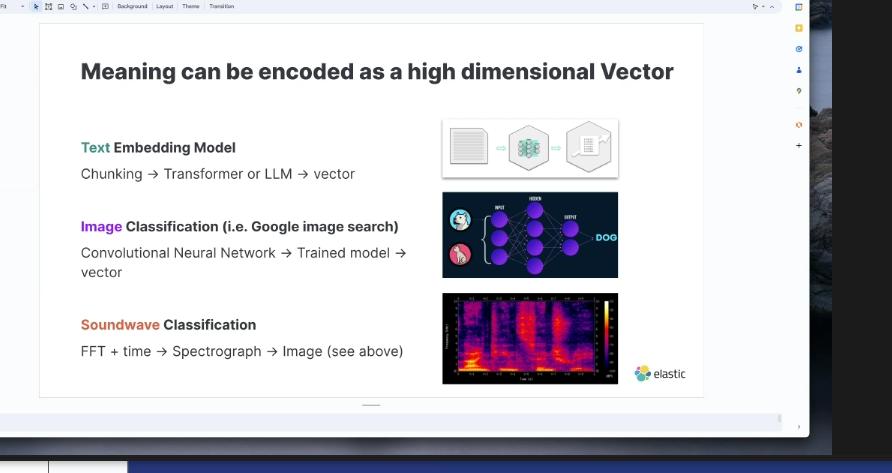 Fit
Background Layout Theme Transition
Meaning can be encoded as a high dimensional Vector
Text Embedding Model
Chunking → Transformer or LLM → vector
Image Classification (i.e. Google image search)
Convolutional Neural Network → Trained model →
vector
INPUT
HIDDEN
OUTPUT
DOG
Soundwave Classification
FFT + time → Spectrograph → Image (see above)
elastic